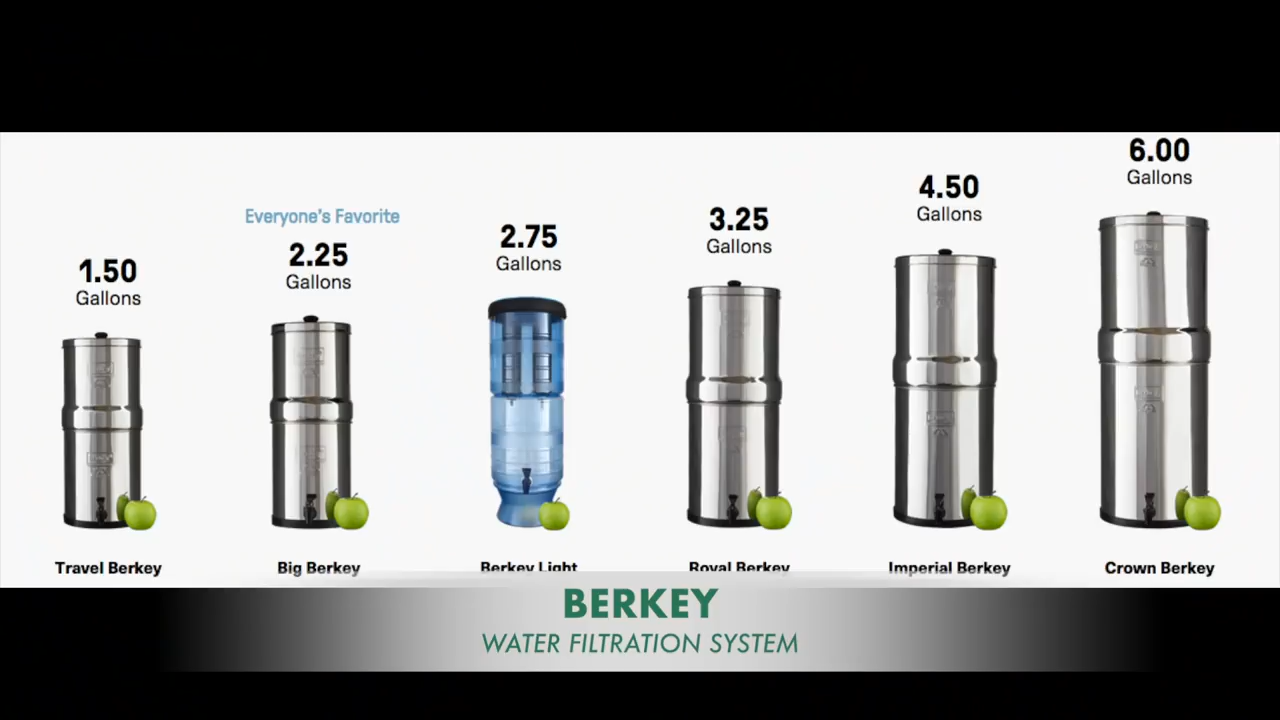 1.50
Gallons
Everyone's Favorite
2.25
Gallons
2.75
Gallons
3.25
Gallons
4.50
Gallons
6.00
Gallons
Travel Berkey
Big Berkey
Berkey Light
Royal Berkey
Imperial Berkey
Crown Berkey
BERKEY
WATER FILTRATION SYSTEM